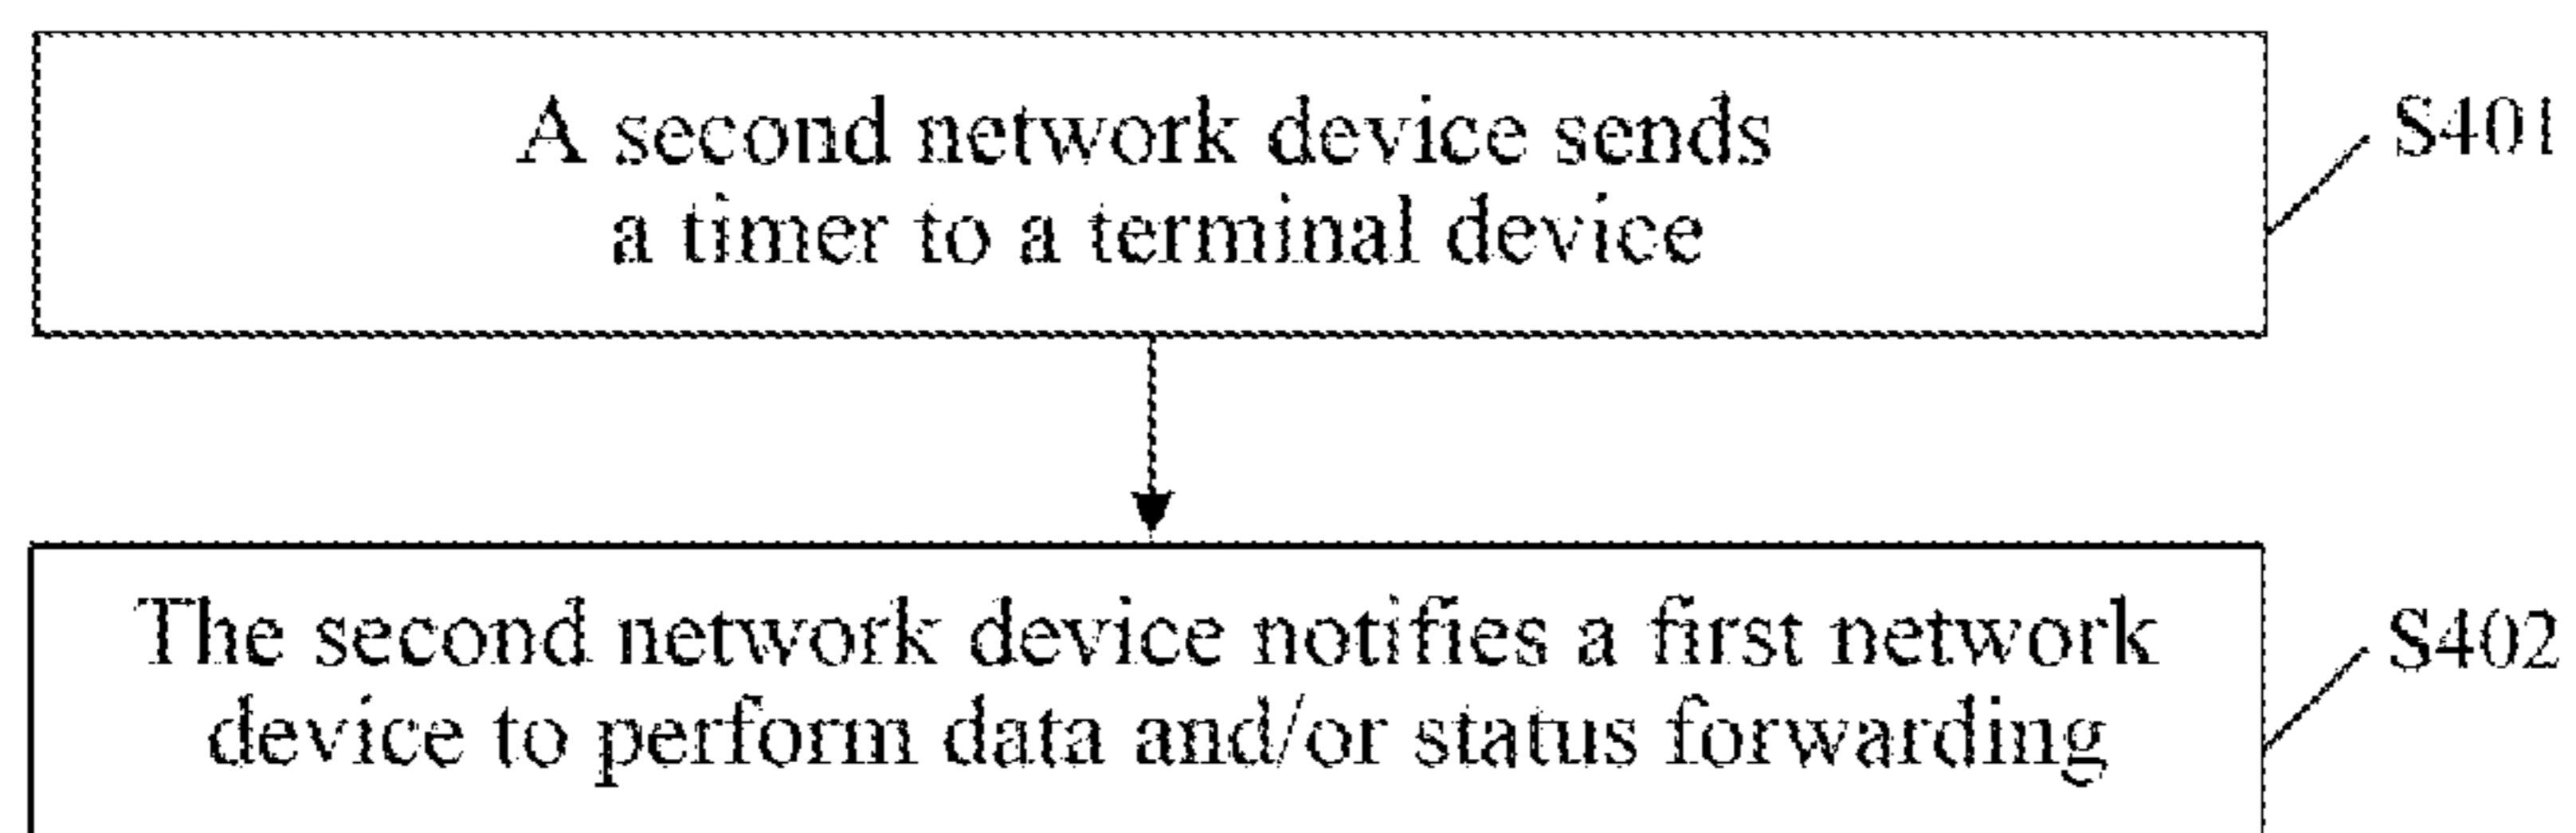 A second network device sends
a timer to a terminal device
S401
The second network device notifies a first network
device to perform data and/or status forwarding
S402